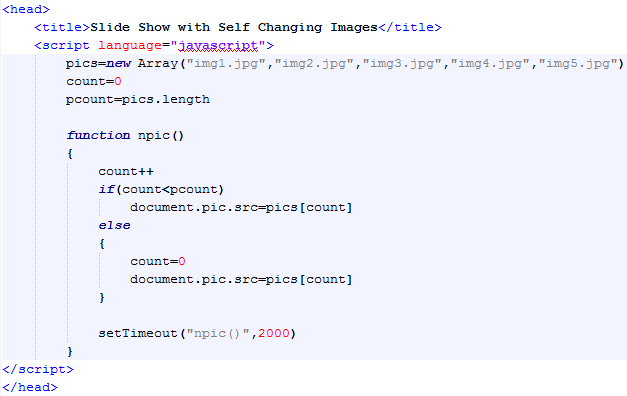 <head>
<title>Slide Show with Self Changing Images</title>
<script language="javascript">
pics=new Array("img1.jpg","img2.jpg","img3.jpg","img4.jpg","img5.jpg")
count=0
pcount=pics.length
function npic()
{
count++
if(count<pcount)
document.pic.src=pics[count]
else
{
count=0
document.pic.src=pics[count]
}
setTimeout("npic()",2000)
}
</script>
</head>